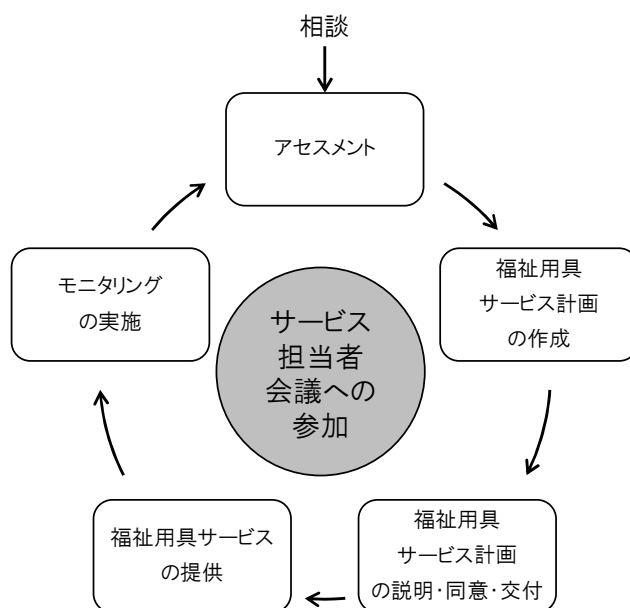 相談
アセスメント
福祉用具
サービス計画
の作成
福祉用具
サービス計画
の説明・同意・交付
福祉用具サービス
の提供
モニタリング
の実施
サービス
担当者
会議への
参加